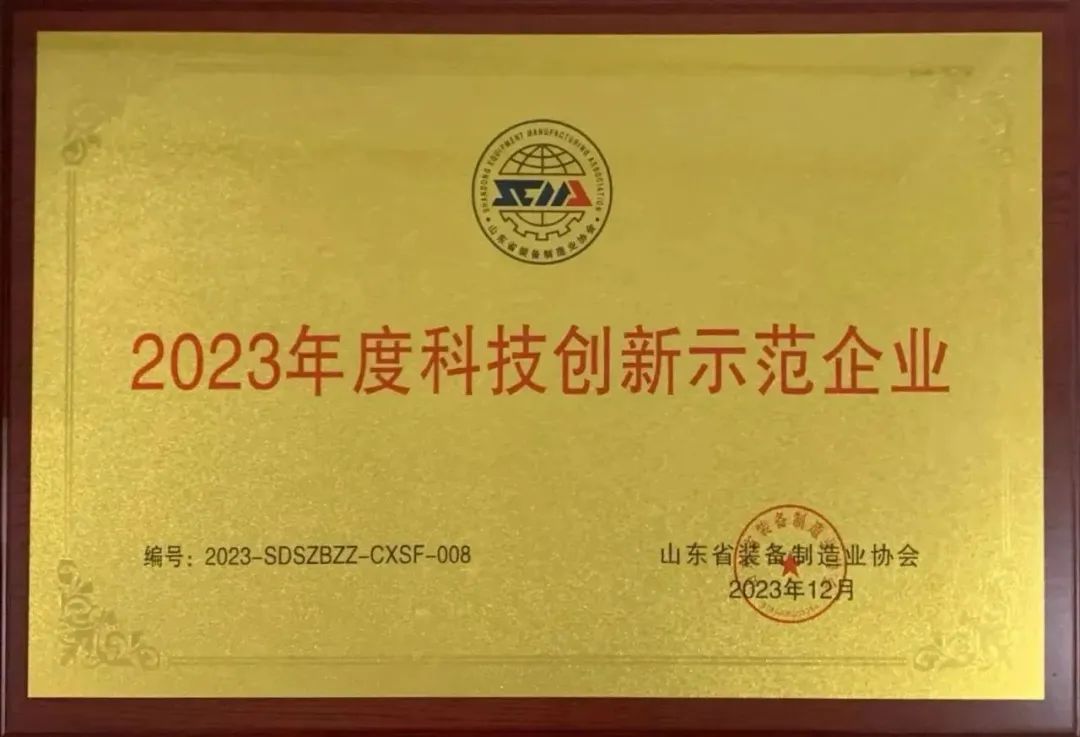 SHANDONG EQUIPMENT MANUFACTURING ASSOCIATION
SEMA
山东省装备制造业协会
2023年度科技创新示范企业
编号：2023-SDSZBZZ-CXSF-008
山东省装备制造业协会
2023年12月